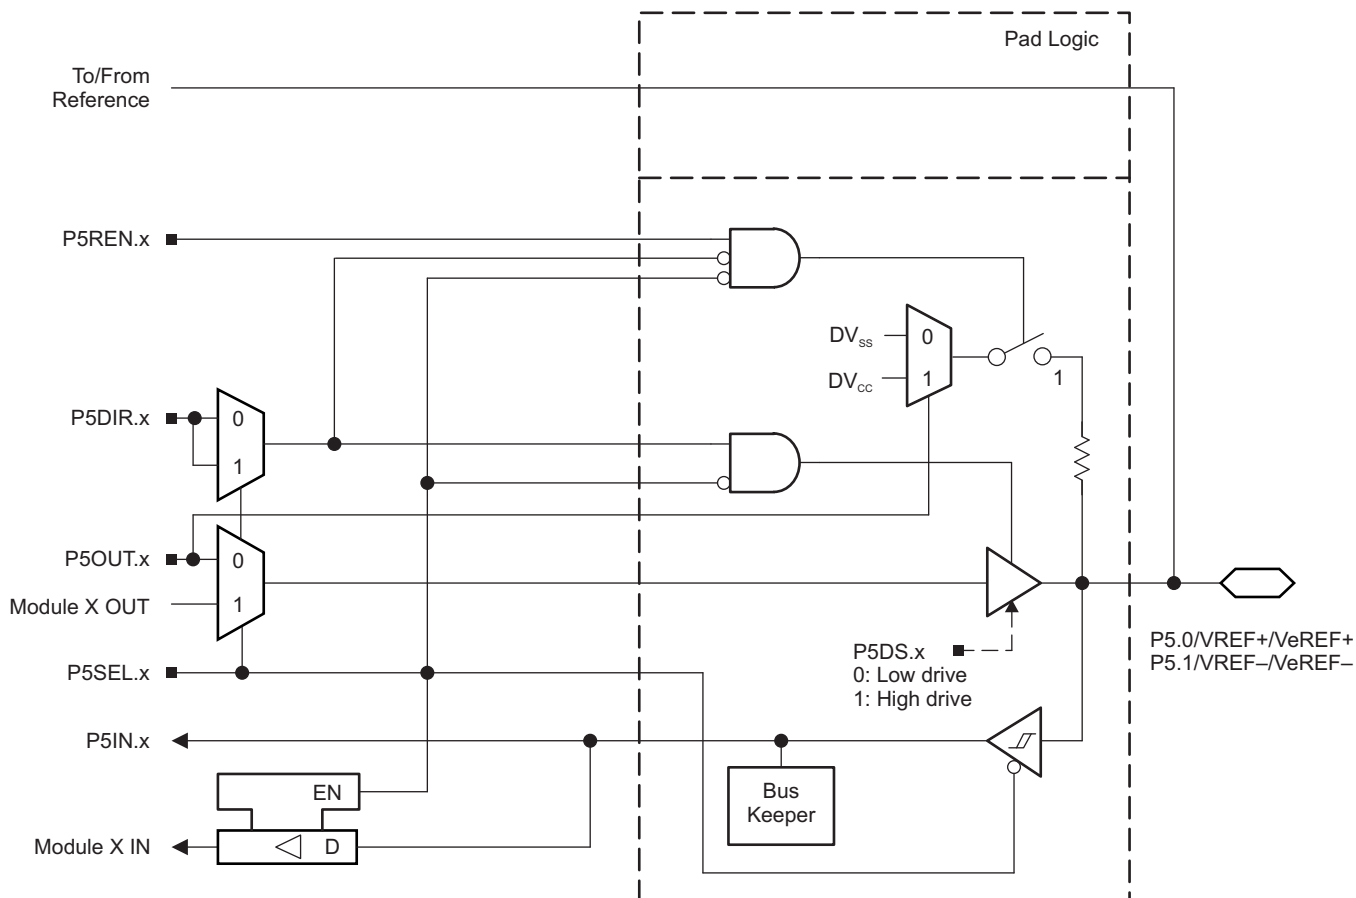 Pad Logic
To/From
Reference
P5REN.x
DVss
0
DVcc
1
1
P5DIR.x
0
1
P5OUT.x
0
Module X OUT
1
P5SEL.x
P5DS.x
0: Low drive
1: High drive
P5.0/VREF+/VeREF+
P5.1/VREF–/VeREF–
P5IN.x
EN
Bus
Keeper
Module X IN
D